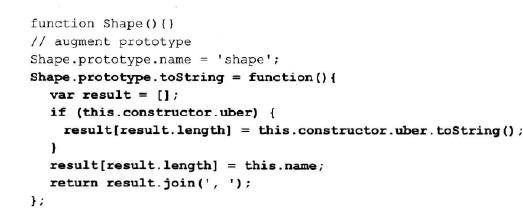 function Shape(){}
// augment prototype
Shape.prototype.name = 'shape';
Shape.prototype.toString = function(){
  var result = [];
  if (this.constructor.uber) {
    result[result.length] = this.constructor.uber.toString();
  }
  result[result.length] = this.name;
  return result.join(', ');
};